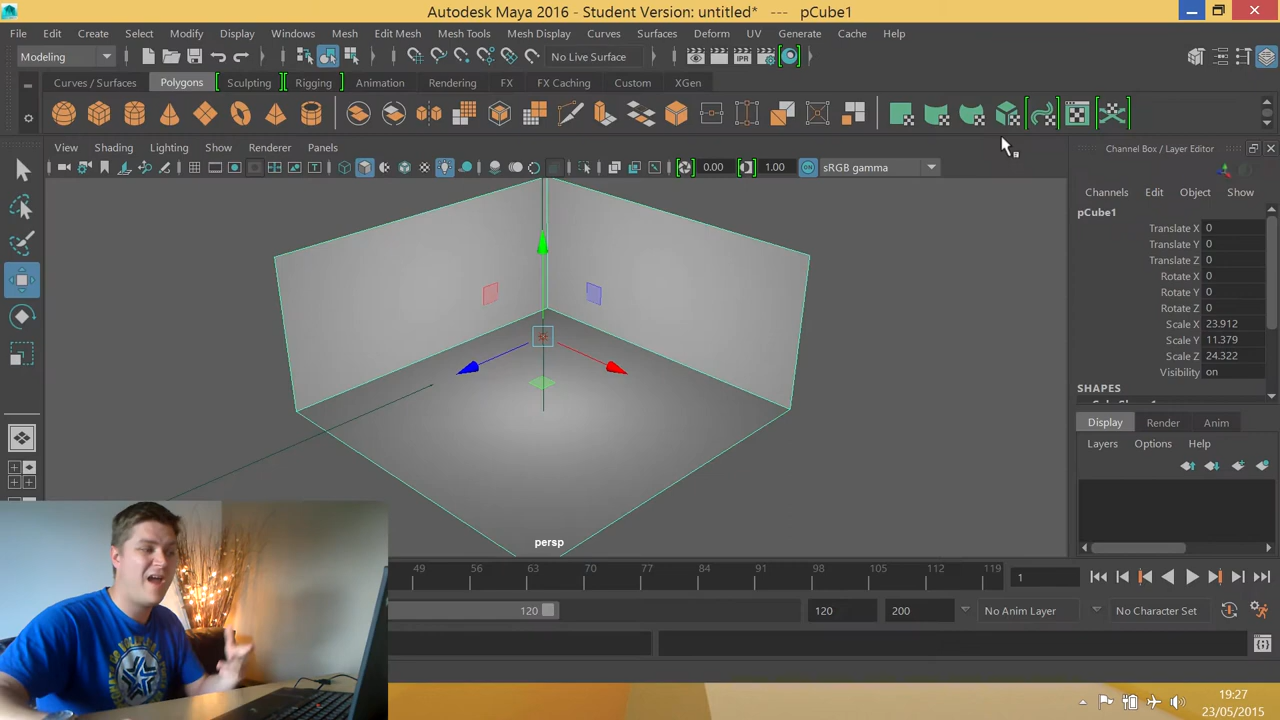 Autodesk Maya 2016 - Student Version: untitled*   ---   pCube1
File Edit Create Select Modify Display Windows Mesh Edit Mesh Mesh Tools Mesh Display Curves Surfaces Deform UV Generate Cache Help
Modeling No Live Surface
Curves / Surfaces Polygons Sculpting Rigging Animation Rendering FX FX Caching Custom XGen
View Shading Lighting Show Renderer Panels
0.00 1.00 ON sRGB gamma
Channel Box / Layer Editor
Channels Edit Object Show
pCube1
Translate X 0
Translate Y 0
Translate Z 0
Rotate X 0
Rotate Y 0
Rotate Z 0
Scale X 23.912
Scale Y 11.379
Scale Z 24.322
Visibility on
SHAPES
Display Render Anim
Layers Options Help
persp
49 56 63 70 77 84 91 98 105 112 119 1
120 120 200 No Anim Layer No Character Set
19:27
23/05/2015